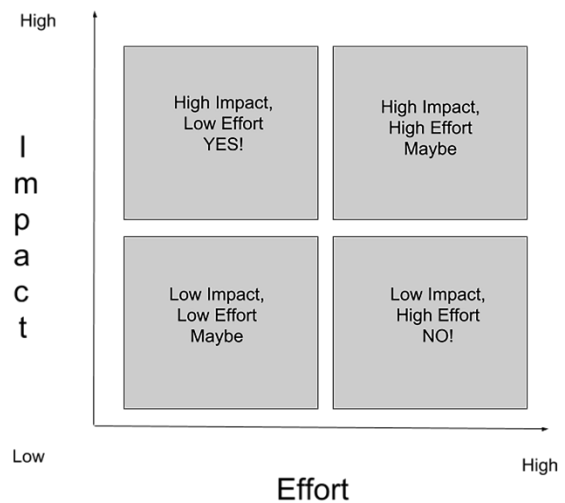 High
High Impact,
Low Effort
YES!
High Impact,
High Effort
Maybe
Impact
Low Impact,
Low Effort
Maybe
Low Impact,
High Effort
NO!
Low
High
Effort